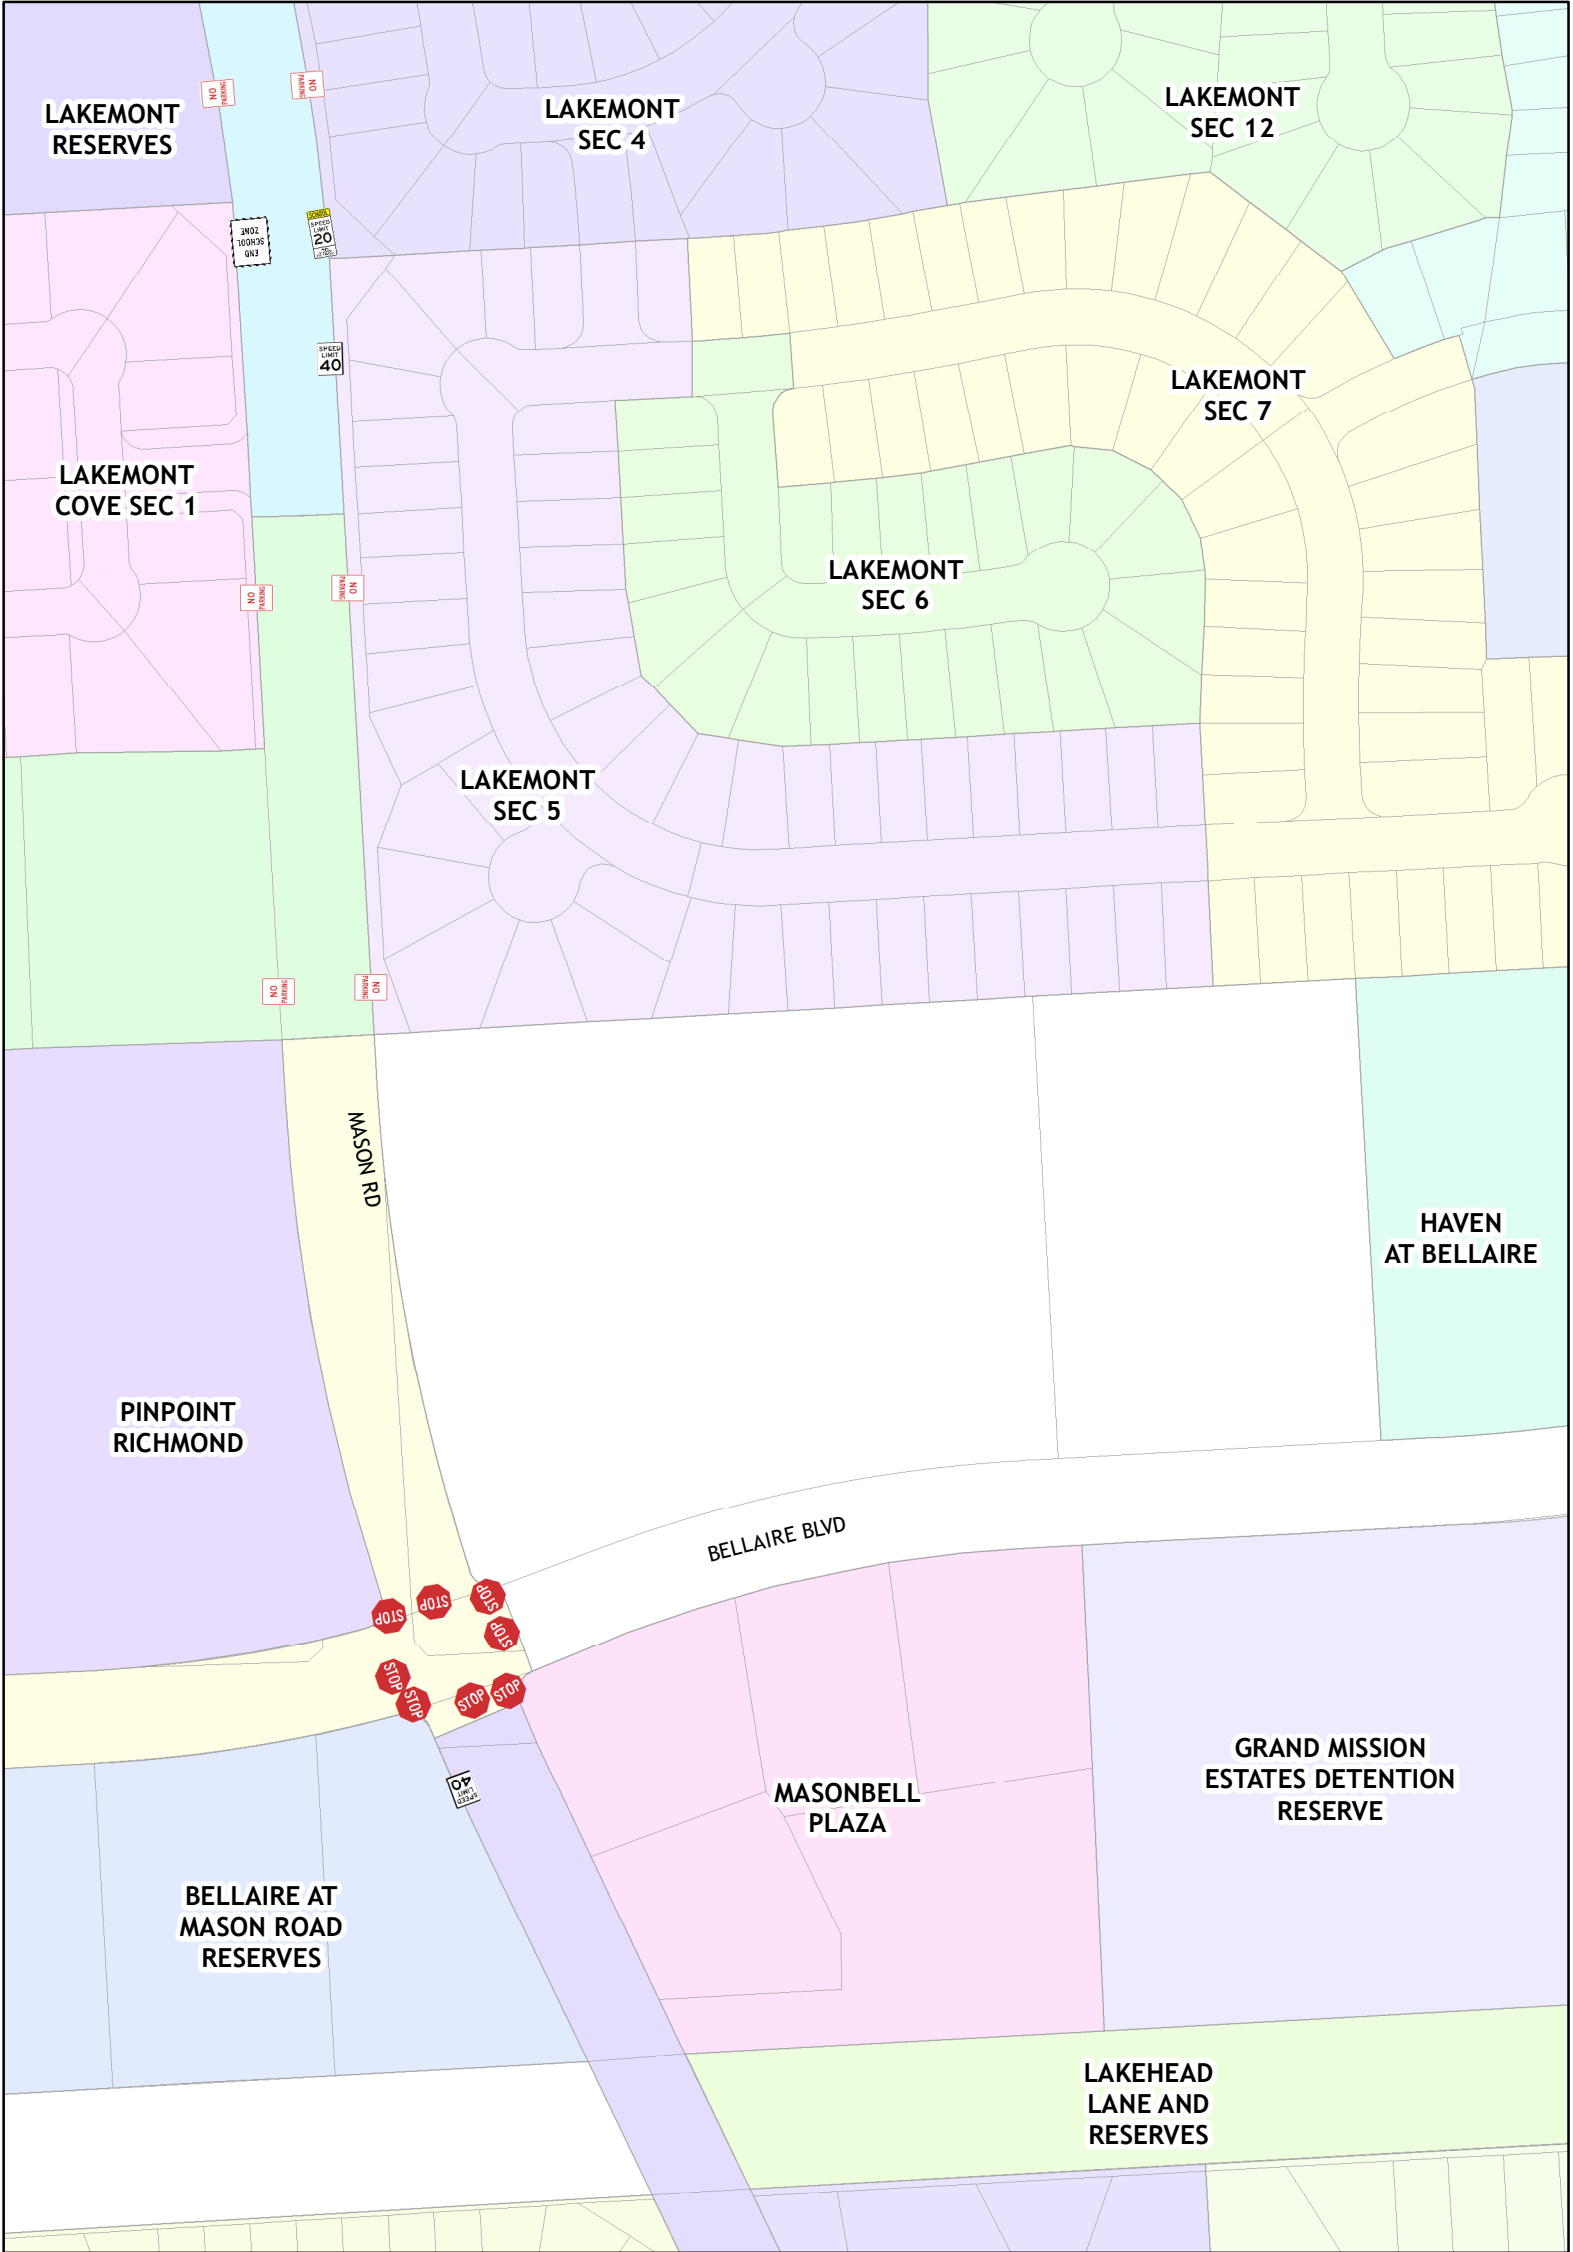 NO
PARKING
NO
PARKING
LAKEMONT
RESERVES
LAKEMONT
SEC 4
LAKEMONT
SEC 12
END
SCHOOL
ZONE
SCHOOL
SPEED
LIMIT
20
SPEED
LIMIT
40
LAKEMONT
SEC 7
LAKEMONT
COVE SEC 1
NO
PARKING
NO
PARKING
LAKEMONT
SEC 6
LAKEMONT
SEC 5
NO
PARKING
NO
PARKING
MASON RD
HAVEN
AT BELLAIRE
PINPOINT
RICHMOND
BELLAIRE BLVD
STOP
STOP
STOP
STOP
STOP
STOP
STOP
STOP
SPEED
LIMIT
40
MASONBELL
PLAZA
GRAND MISSION
ESTATES DETENTION
RESERVE
BELLAIRE AT
MASON ROAD
RESERVES
LAKEHEAD
LANE AND
RESERVES